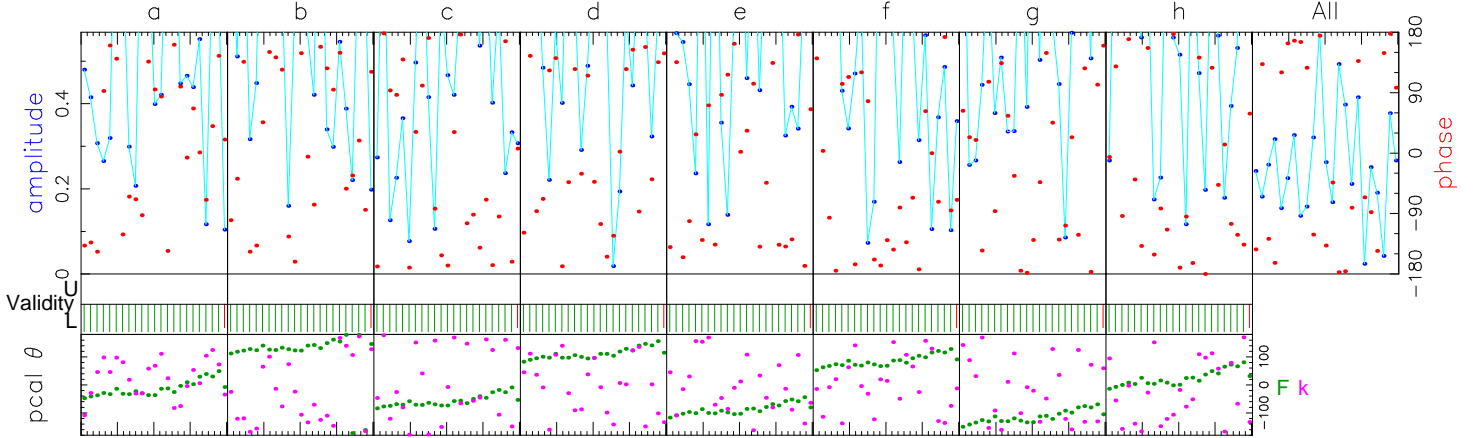 a b c d e f g h All
amplitude
0.4
0.2
0
180
90
0
−90
−180
phase
U
Validity
L
pcal θ
100
0
−100
F k